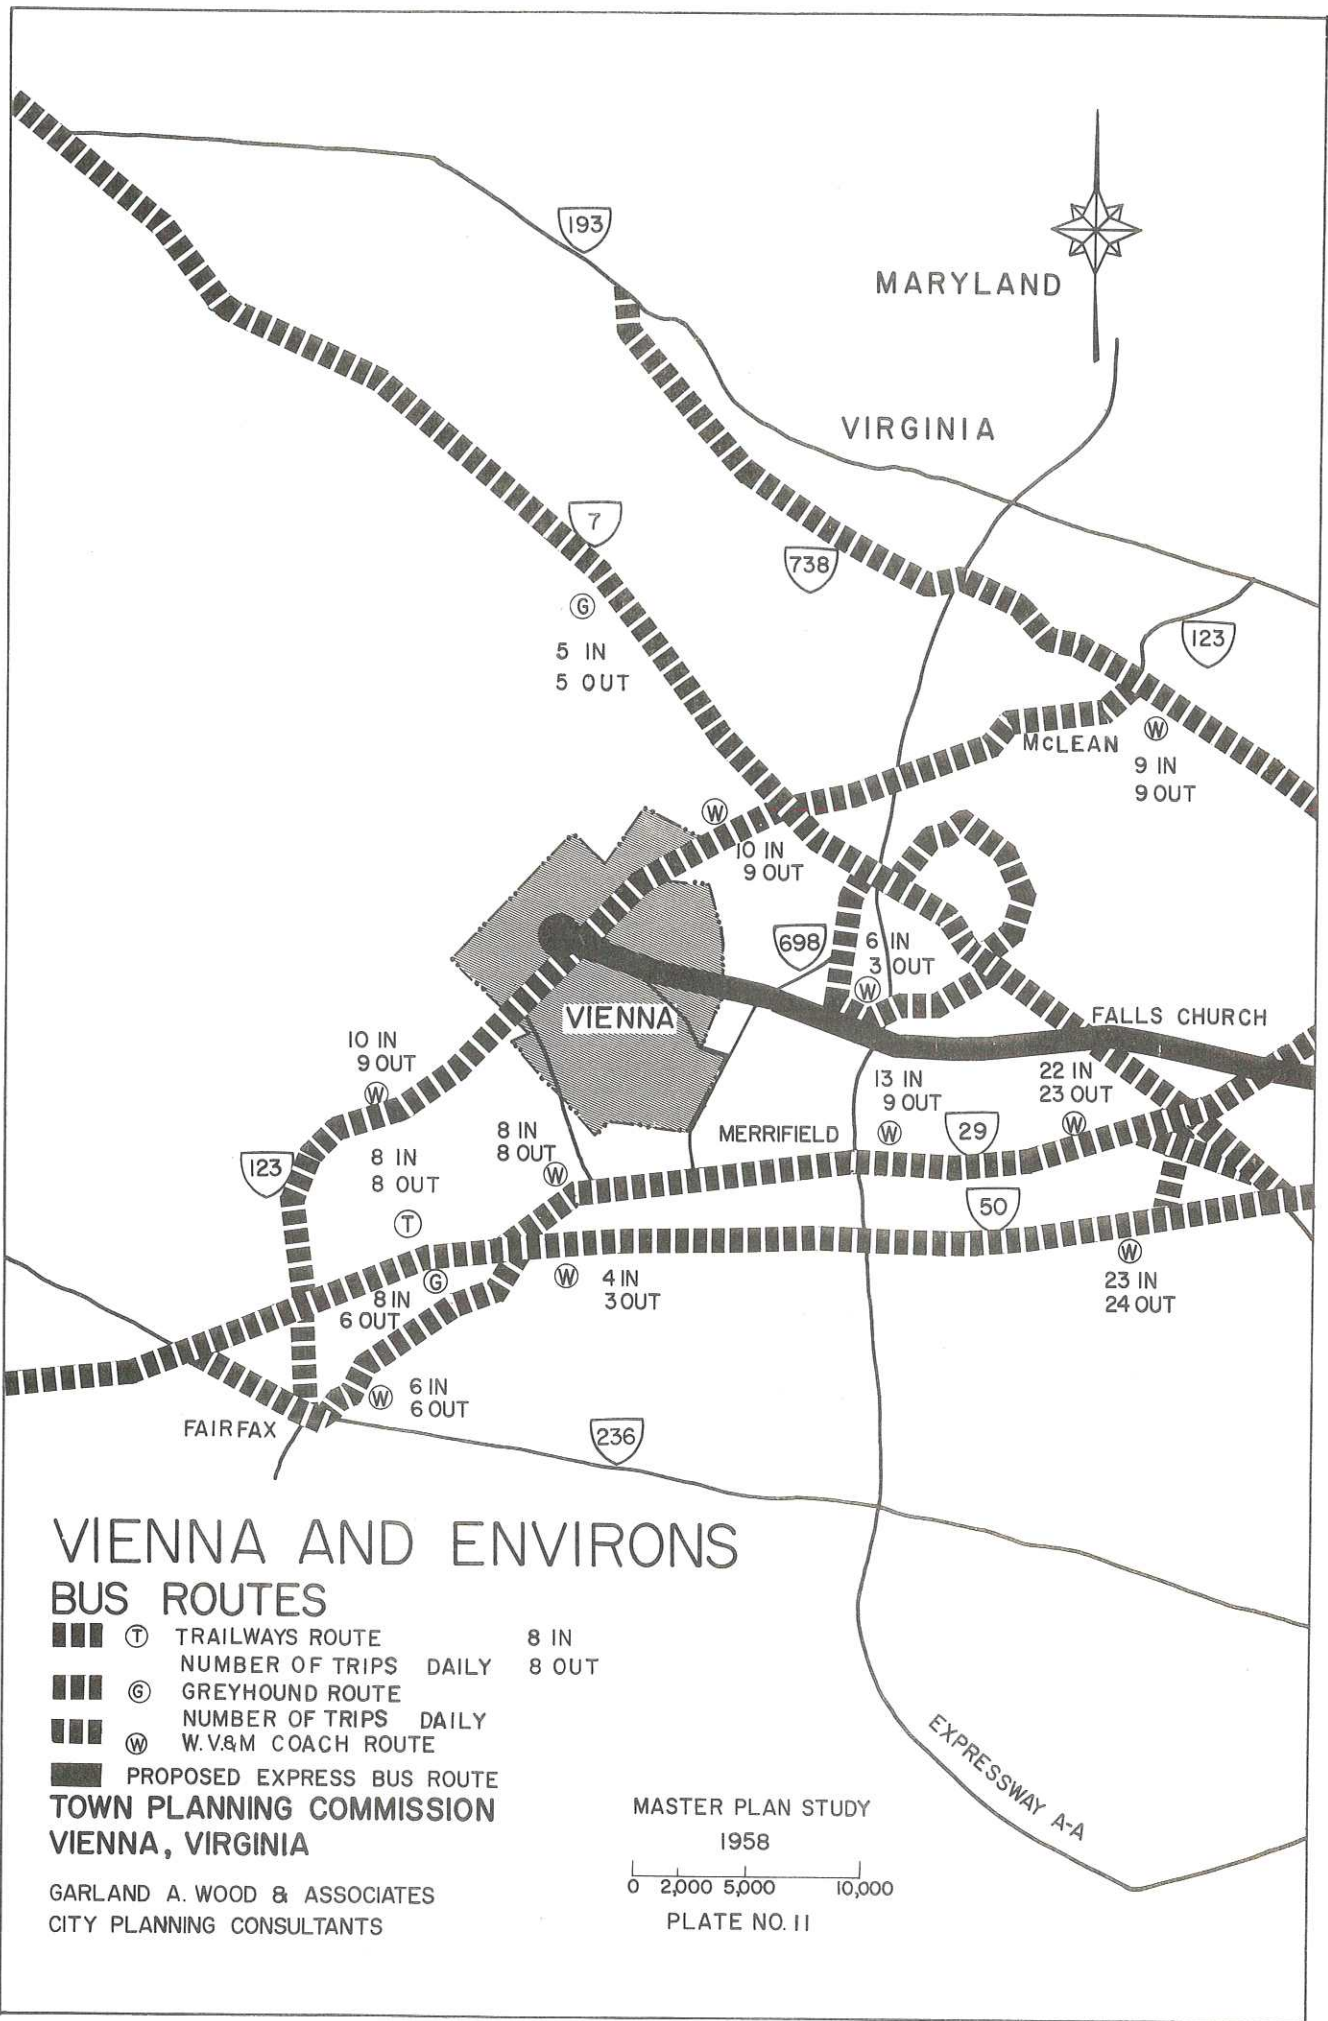 193
MARYLAND
VIRGINIA
7
738
G
5 IN
5 OUT
123
McLEAN
W
9 IN
9 OUT
W
10 IN
9 OUT
698
6 IN
3 OUT
W
VIENNA
FALLS CHURCH
10 IN
9 OUT
W
13 IN
9 OUT
W
22 IN
23 OUT
W
8 IN
8 OUT
W
MERRIFIELD
29
123
8 IN
8 OUT
T
50
G
8 IN
6 OUT
W
4 IN
3 OUT
W
23 IN
24 OUT
W
6 IN
6 OUT
FAIRFAX
236
VIENNA AND ENVIRONS
BUS ROUTES
T TRAILWAYS ROUTE 8 IN
NUMBER OF TRIPS DAILY 8 OUT
G GREYHOUND ROUTE
NUMBER OF TRIPS DAILY
W W.V.&M COACH ROUTE
PROPOSED EXPRESS BUS ROUTE
TOWN PLANNING COMMISSION
VIENNA, VIRGINIA
GARLAND A. WOOD & ASSOCIATES
CITY PLANNING CONSULTANTS
EXPRESSWAY A-A
MASTER PLAN STUDY
1958
0 2,000 5,000 10,000
PLATE NO. 11